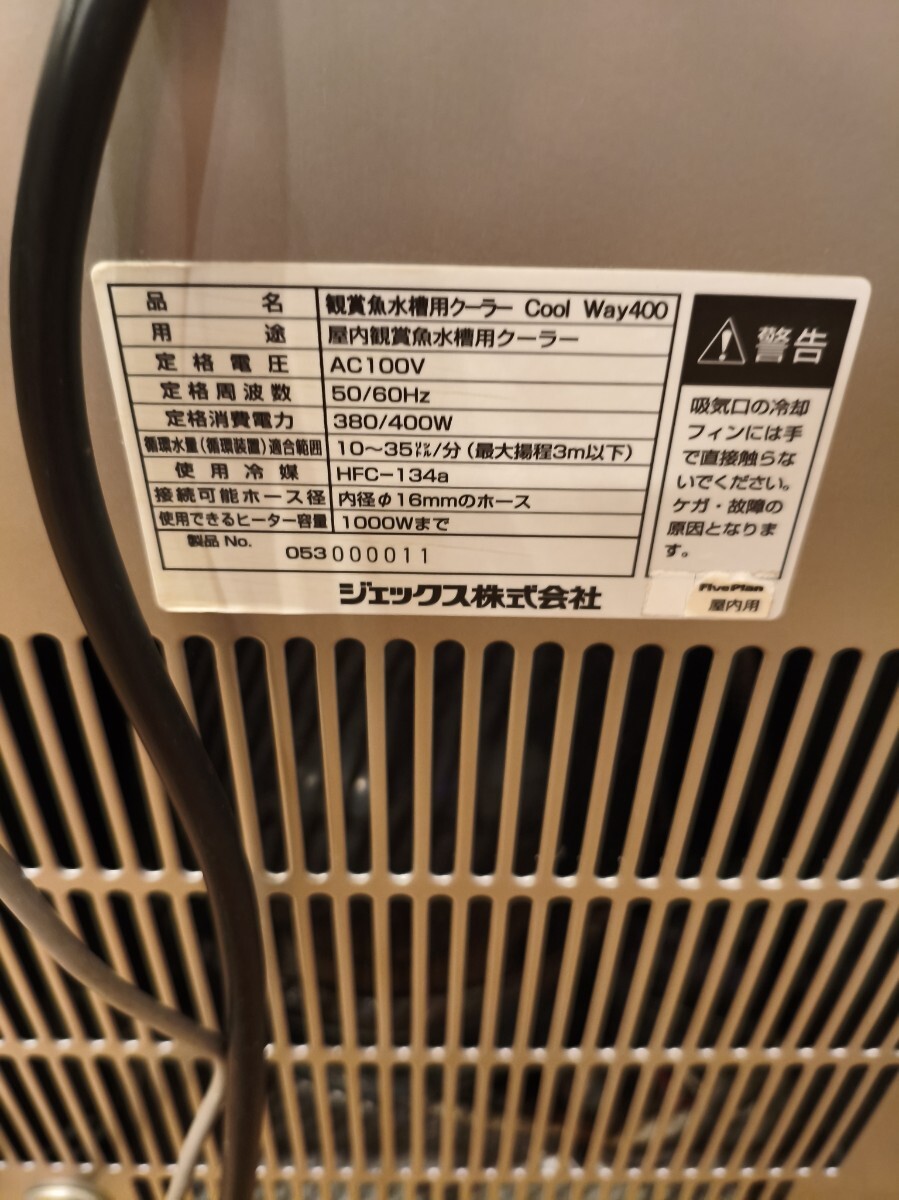 品名 観賞魚水槽用クーラー Cool Way400
用途 屋内観賞魚水槽用クーラー
定格電圧 AC100V
定格周波数 50/60Hz
定格消費電力 380/400W
循環水量(循環装置)適合範囲 10〜35㍑/分(最大揚程3m以下)
使用冷媒 HFC-134a
接続可能ホース径 内径φ16mmのホース
使用できるヒーター容量 1000Wまで
製品 No. 053000011
ジェックス株式会社
警告
吸気口の冷却
フィンには手
で直接触らな
いでください。
ケガ・故障の
原因となりま
す。
FivePlan
屋内用